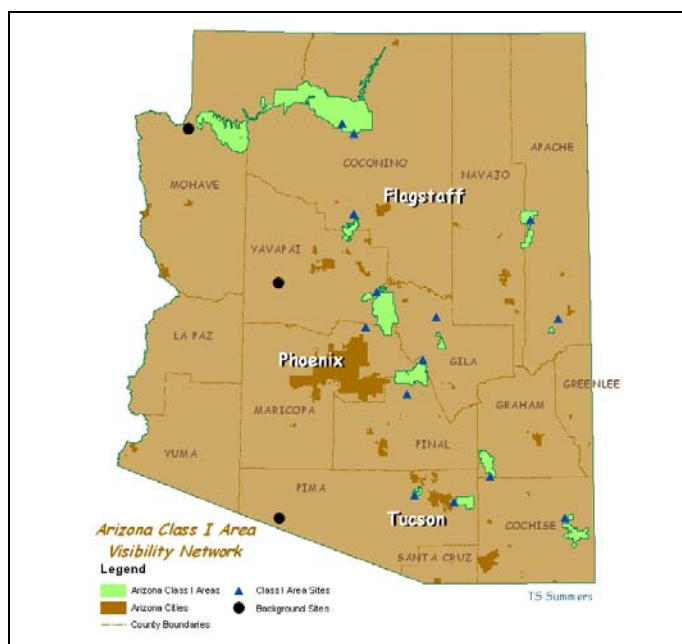 APACHE
COCONINO
NAVAJO
MOHAVE
Flagstaff
YAVAPAI
LA PAZ
Phoenix
GILA
GREENLEE
GRAHAM
MARICOPA
PINAL
YUMA
PIMA
Tucson
COCHISE
SANTA CRUZ
Arizona Class I Area
Visibility Network
Legend
Arizona Class I Areas
Class I Area Sites
Arizona Cities
Background Sites
County Boundaries
TS Summers